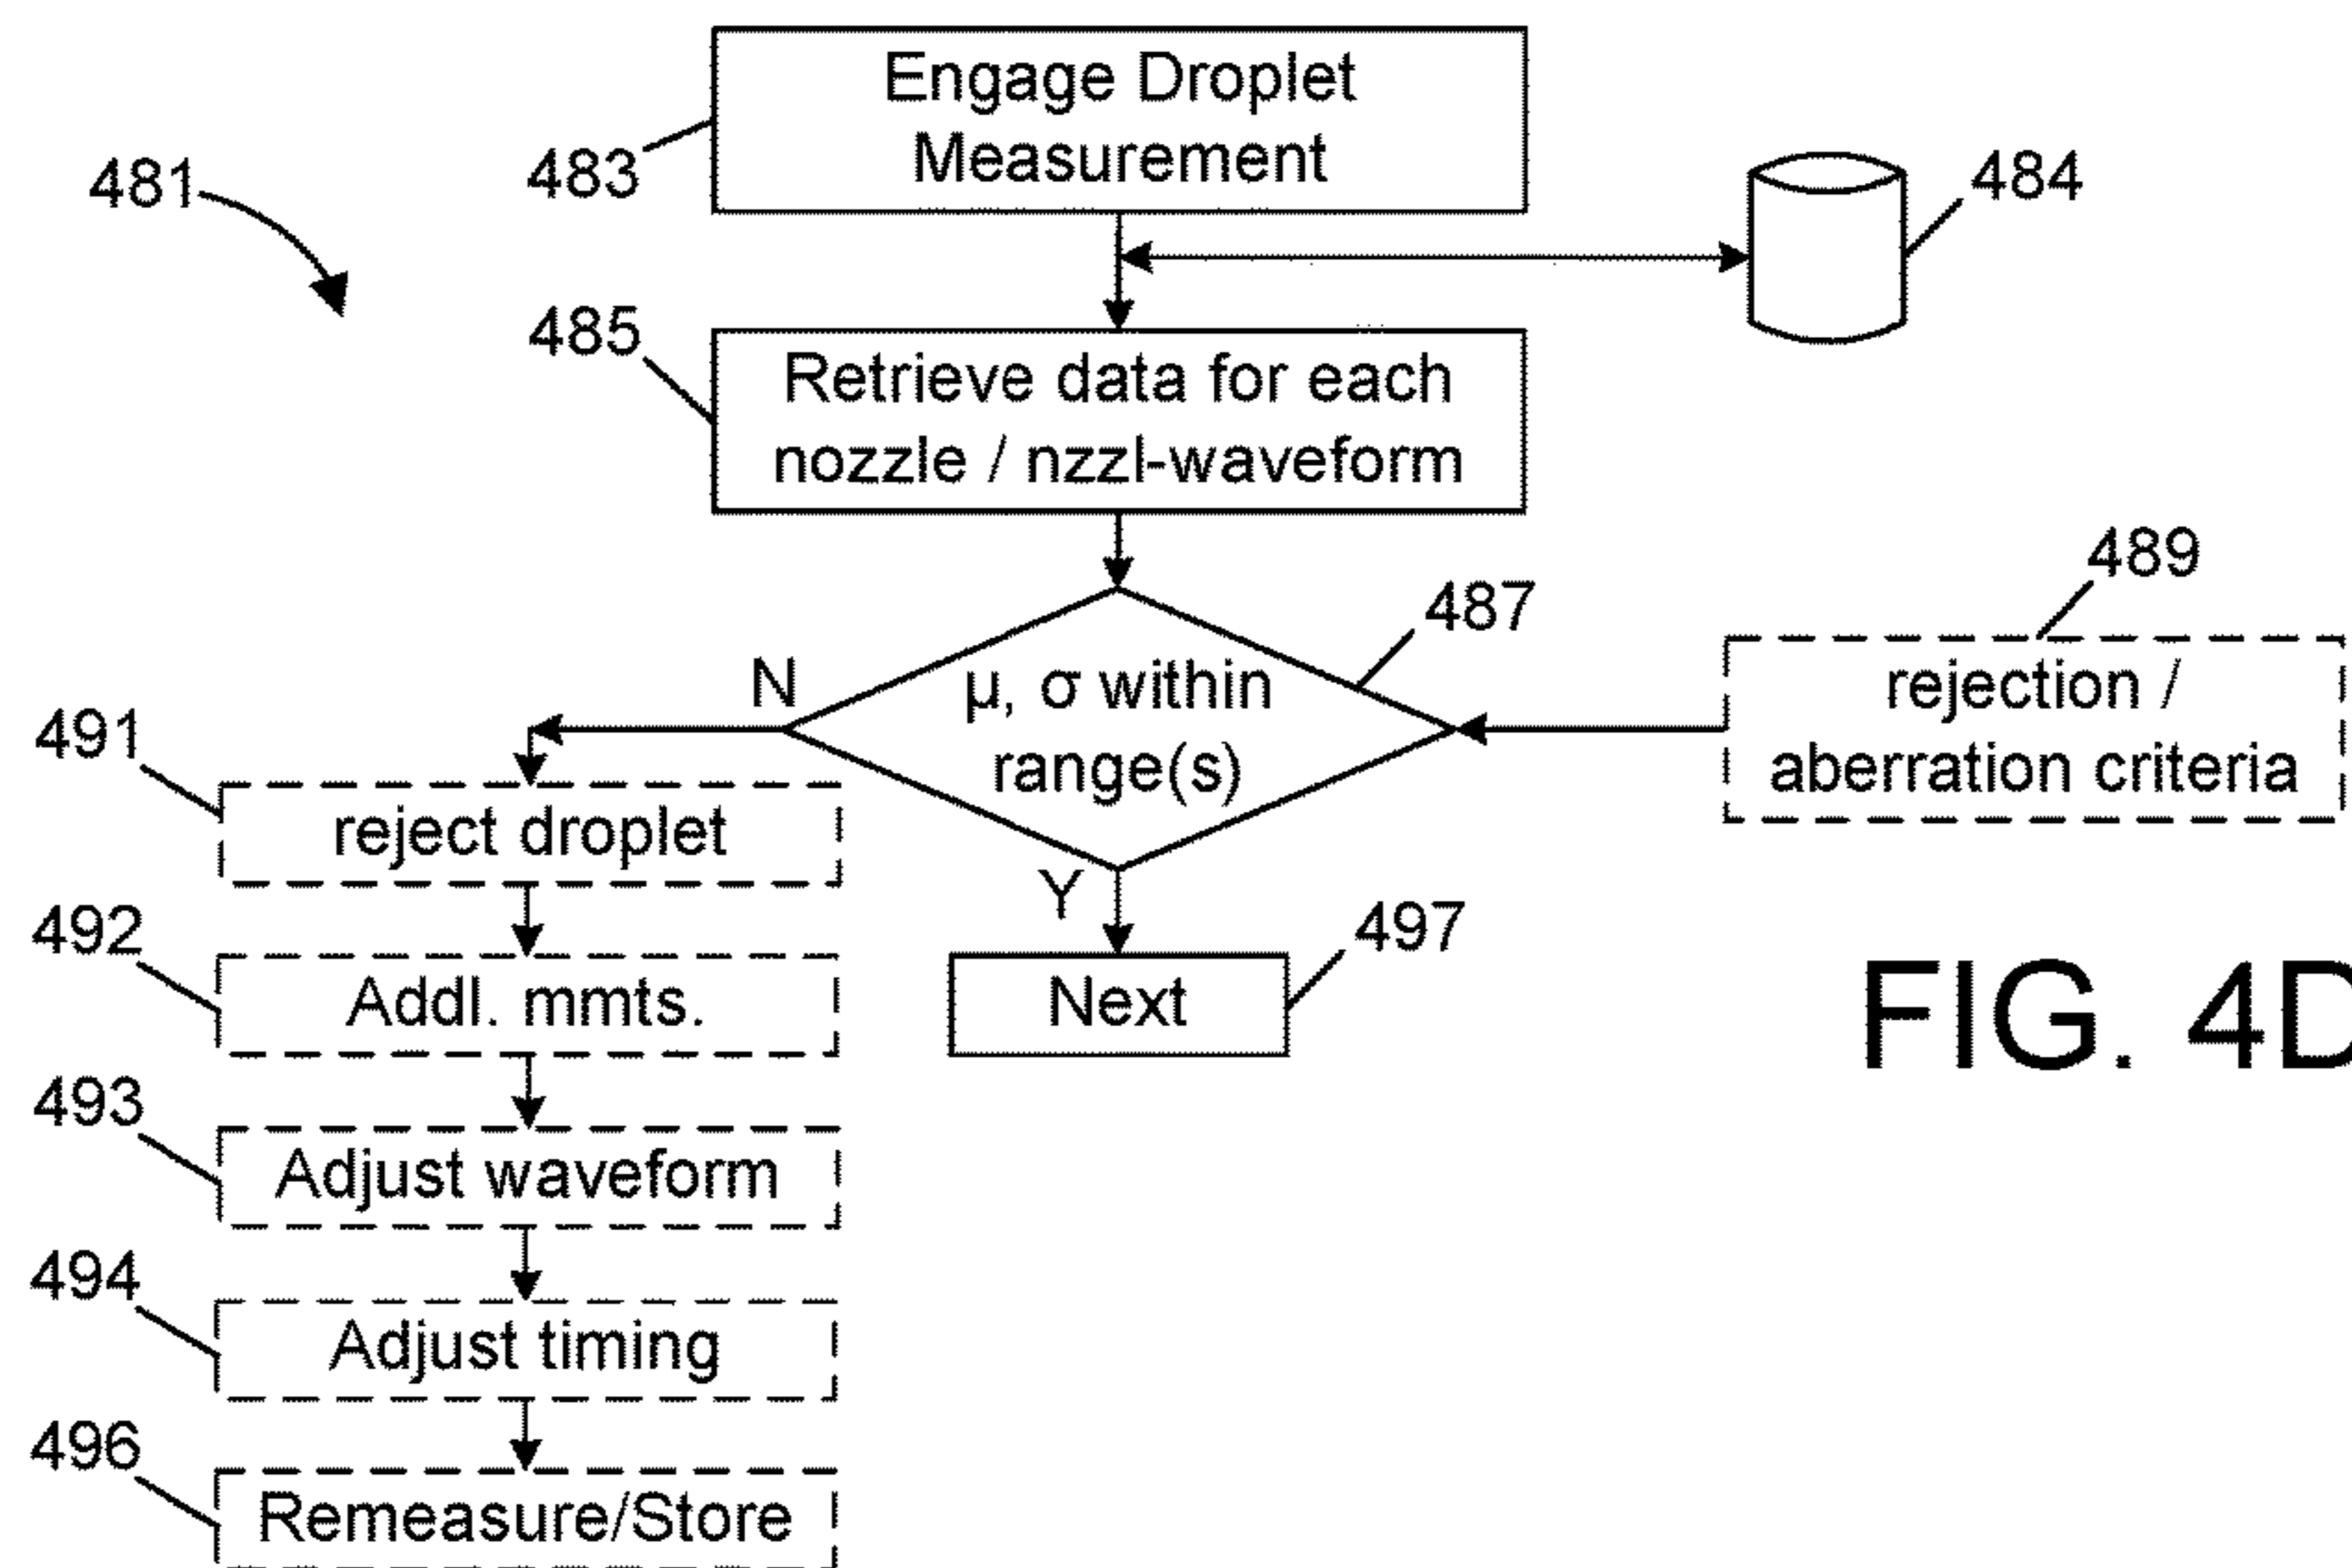 Engage Droplet
Measurement
481
483
484
485
Retrieve data for each
nozzle / nzzl-waveform
487
489
N
µ, σ within
range(s)
rejection /
aberration criteria
491
reject droplet
Y
492
Addl. mmts.
497
Next
FIG. 4D
493
Adjust waveform
494
Adjust timing
496
Remeasure/Store